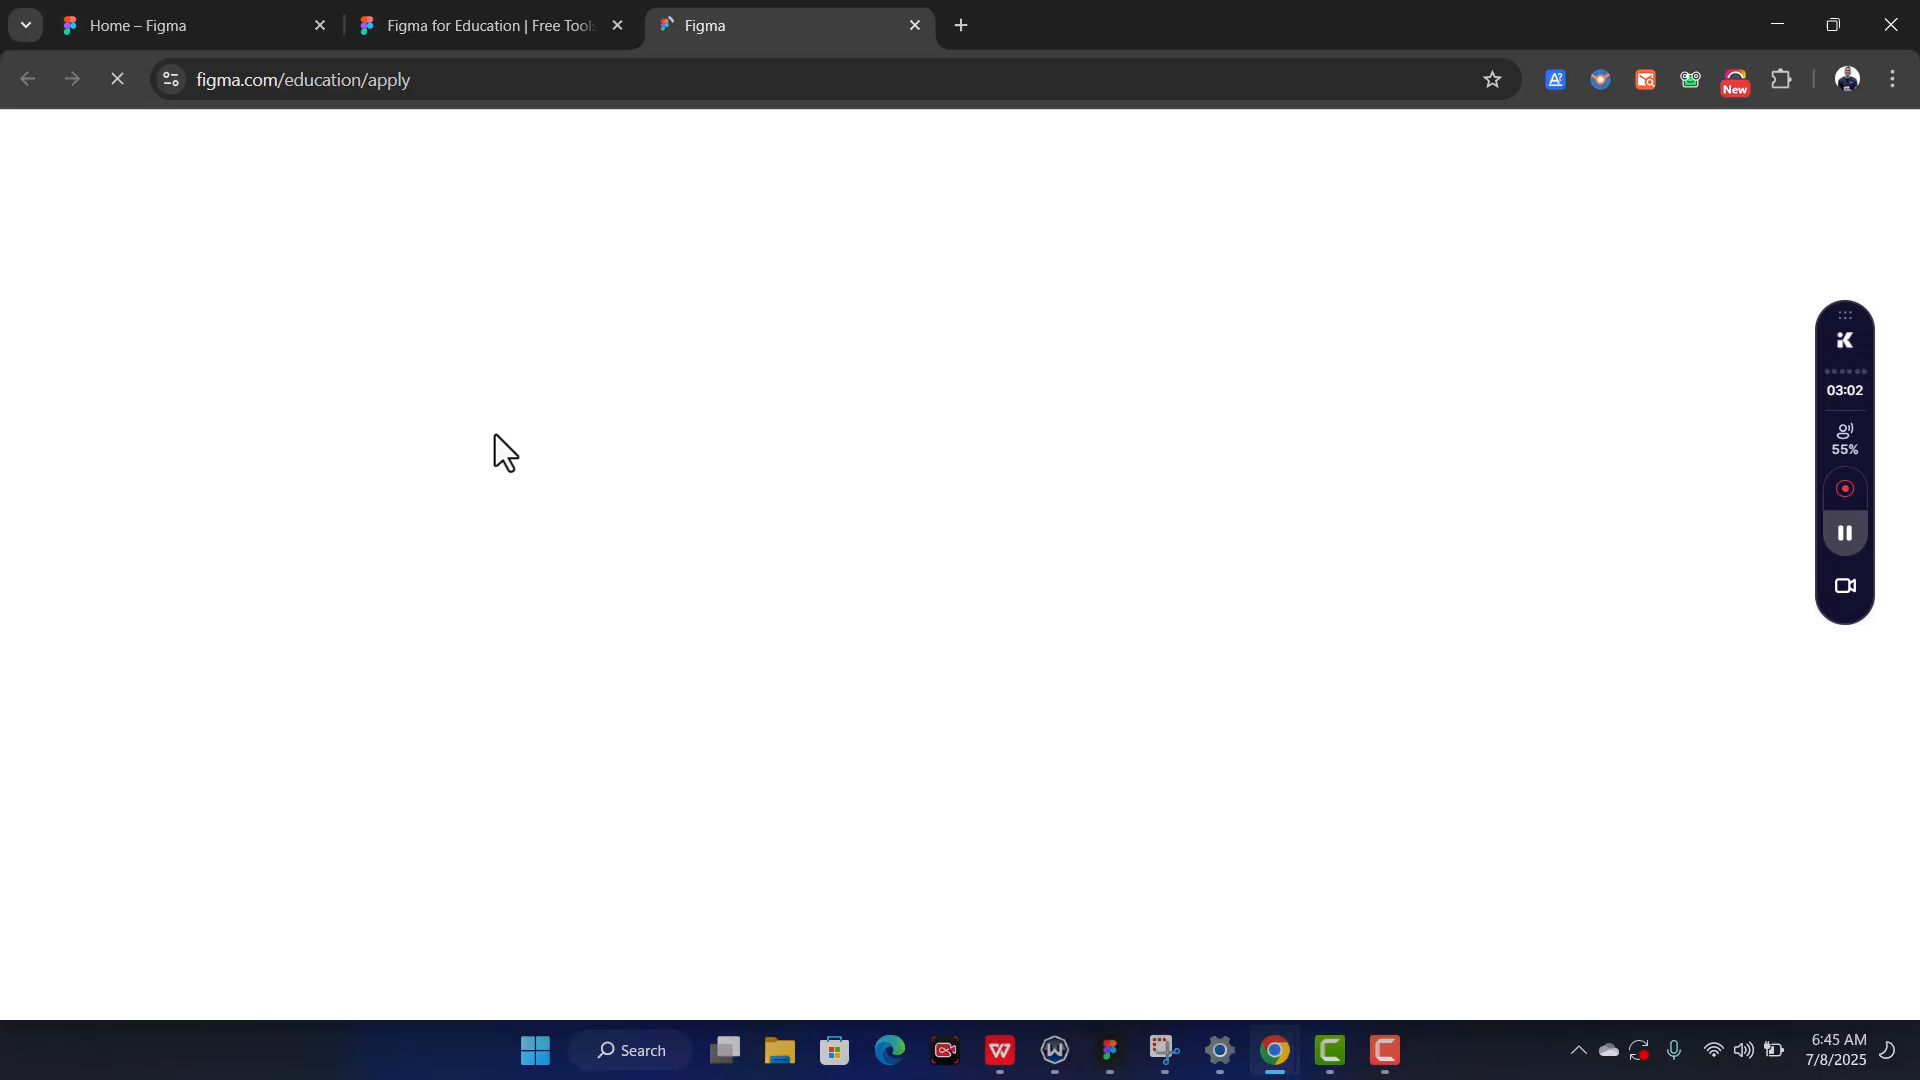 Home – Figma
Figma for Education | Free Tools
Figma
figma.com/education/apply
New
03:02
55%
Search
6:45 AM
7/8/2025